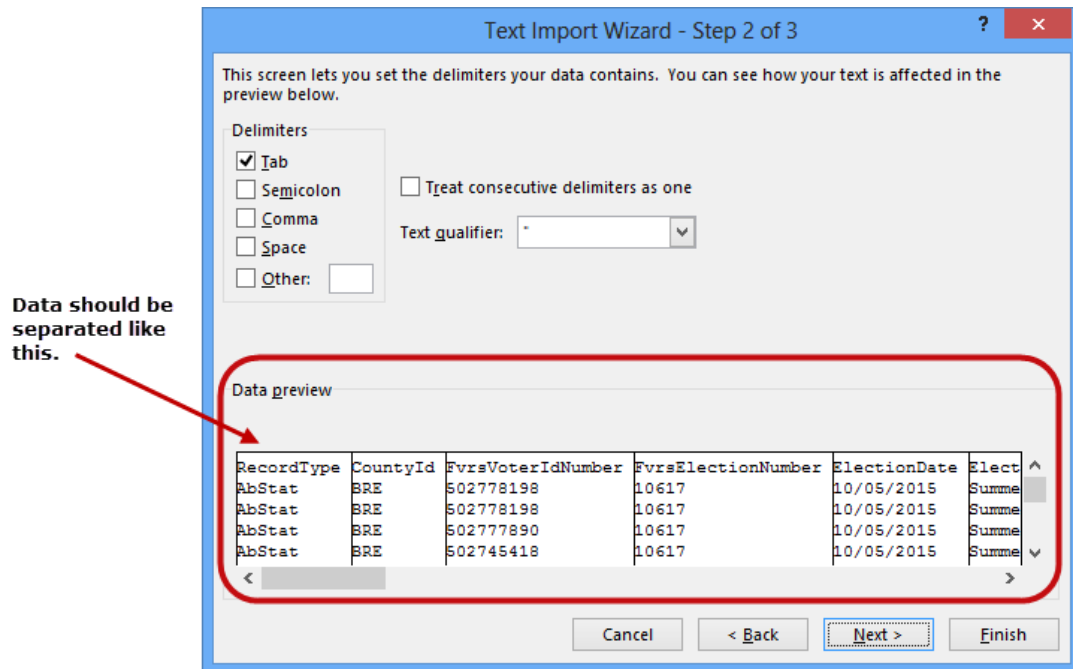 Text Import Wizard - Step 2 of 3
?
This screen lets you set the delimiters your data contains. You can see how your text is affected in the
preview below.
Delimiters
Tab
Semicolon
Comma
Space
Other:
Treat consecutive delimiters as one
Text qualifier: "
Data should be
separated like
this.
Data preview
RecordType CountyId FvrsVoterIdNumber FvrsElectionNumber ElectionDate Elect
AbStat BRE 502778198 10617 10/05/2015 Summe
AbStat BRE 502778198 10617 10/05/2015 Summe
AbStat BRE 502777890 10617 10/05/2015 Summe
AbStat BRE 502745418 10617 10/05/2015 Summe
Cancel < Back Next > Finish